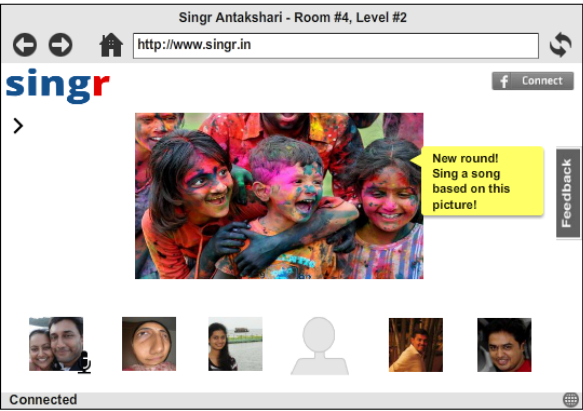 Singr Antakshari - Room #4, Level #2
http://www.singr.in
singr
f Connect
New round!
Sing a song
based on this
picture!
Feedback
Connected